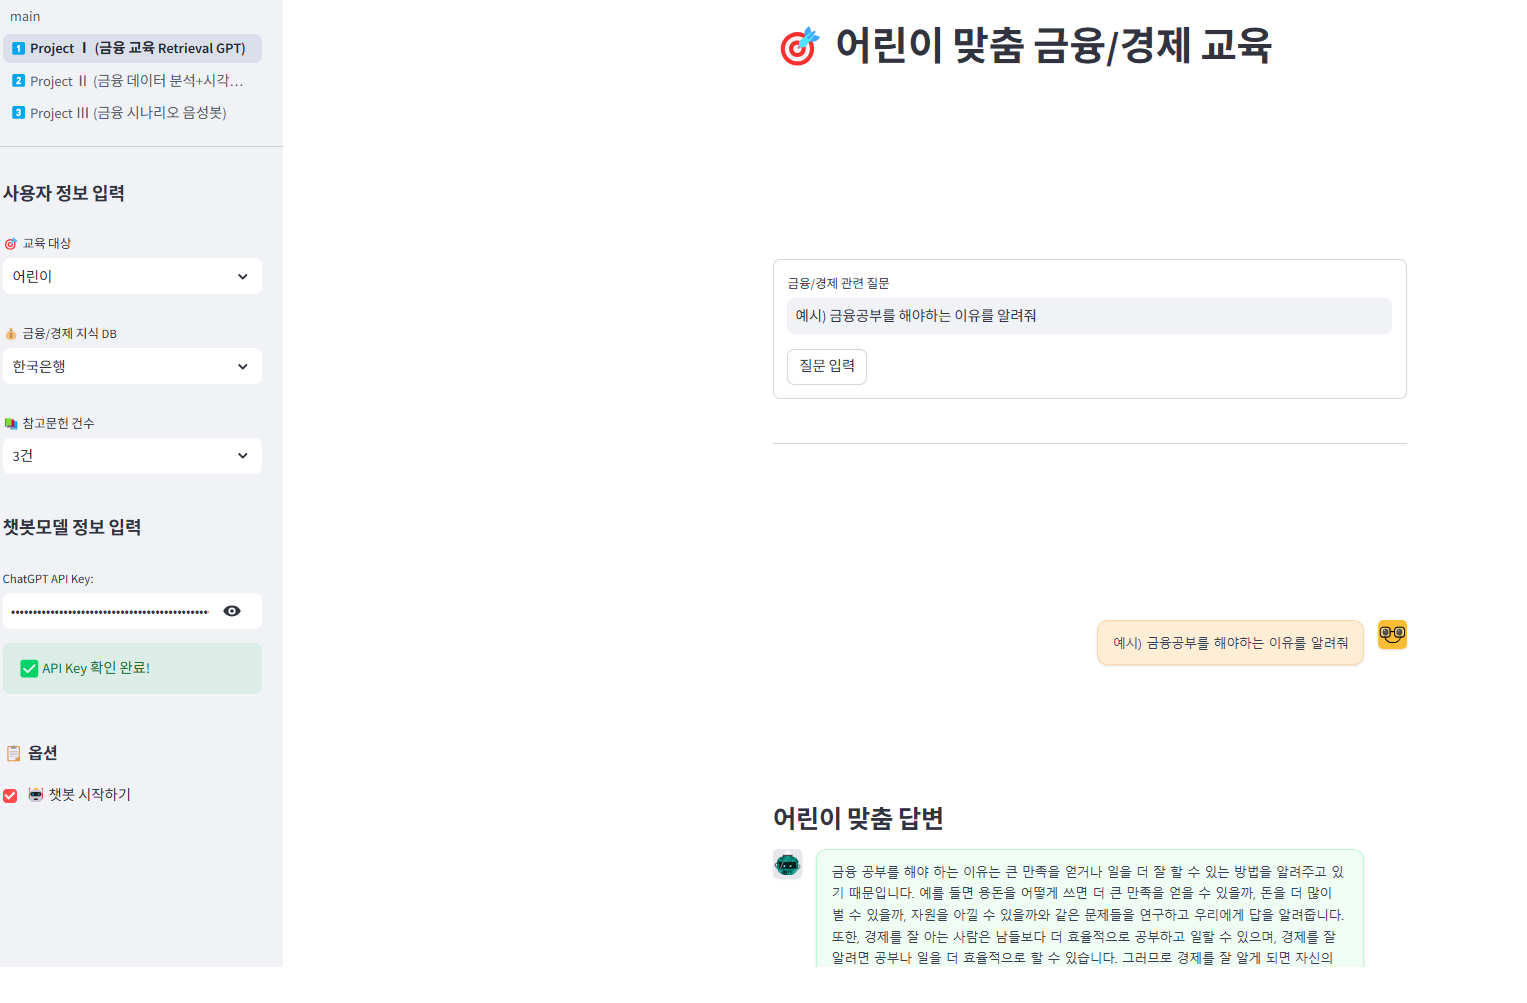 main
1 Project Ⅰ (금융 교육 Retrieval GPT)
2 Project Ⅱ (금융 데이터 분석+시각...
3 Project Ⅲ (금융 시나리오 음성봇)
사용자 정보 입력
교육 대상
어린이
금융/경제 지식 DB
한국은행
참고문헌 건수
3건
챗봇모델 정보 입력
ChatGPT API Key:
API Key 확인 완료!
옵션
챗봇 시작하기
어린이 맞춤 금융/경제 교육
금융/경제 관련 질문
예시) 금융공부를 해야하는 이유를 알려줘
질문 입력
예시) 금융공부를 해야하는 이유를 알려줘
어린이 맞춤 답변
금융 공부를 해야 하는 이유는 큰 만족을 얻거나 일을 더 잘 할 수 있는 방법을 알려주고 있
기 때문입니다. 예를 들면 용돈을 어떻게 쓰면 더 큰 만족을 얻을 수 있을까, 돈을 더 많이
벌 수 있을까, 자원을 아낄 수 있을까와 같은 문제들을 연구하고 우리에게 답을 알려줍니다.
또한, 경제를 잘 아는 사람은 남들보다 더 효율적으로 공부하고 일할 수 있으며, 경제를 잘
알려면 공부나 일을 더 효율적으로 할 수 있습니다. 그러므로 경제를 잘 알게 되면 자신의